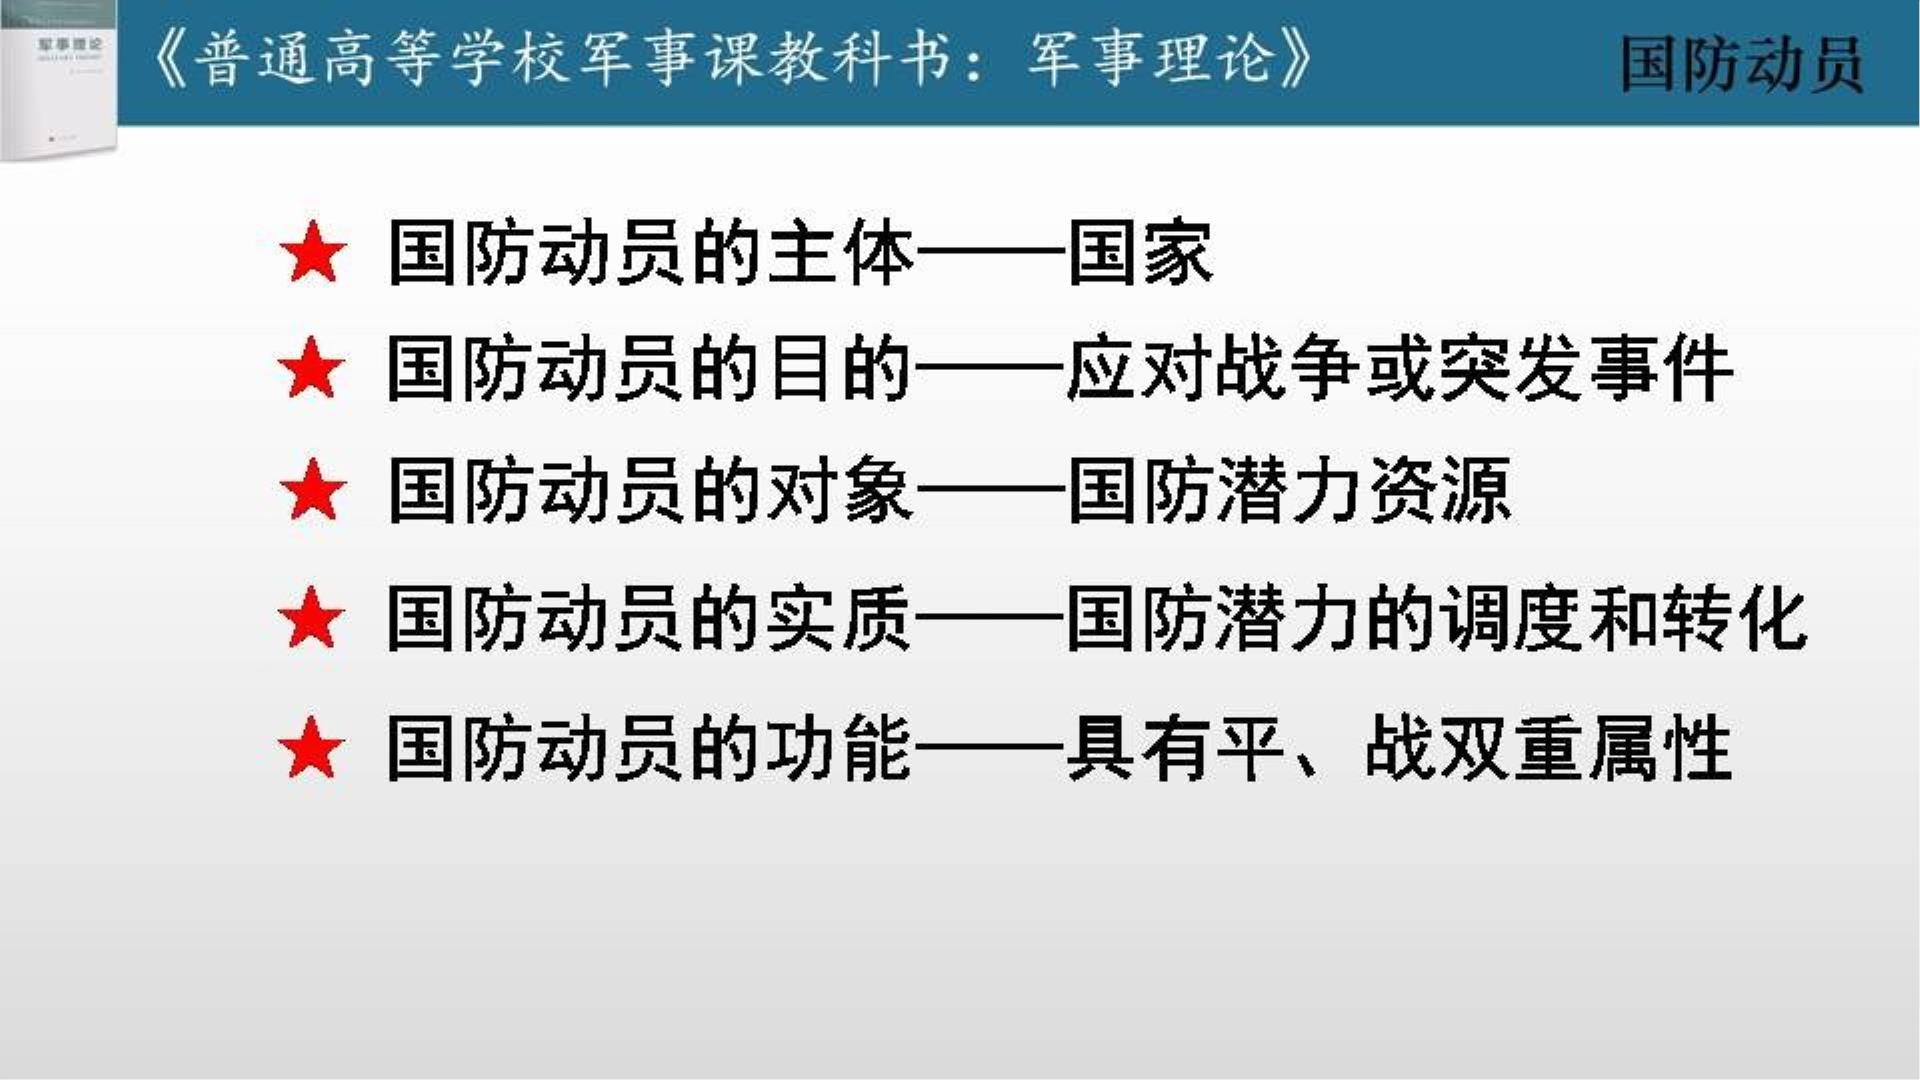 军事理论
《普通高等学校军事课教科书：军事理论》
国防动员
★ 国防动员的主体——国家
★ 国防动员的目的——应对战争或突发事件
★ 国防动员的对象——国防潜力资源
★ 国防动员的实质——国防潜力的调度和转化
★ 国防动员的功能——具有平、战双重属性